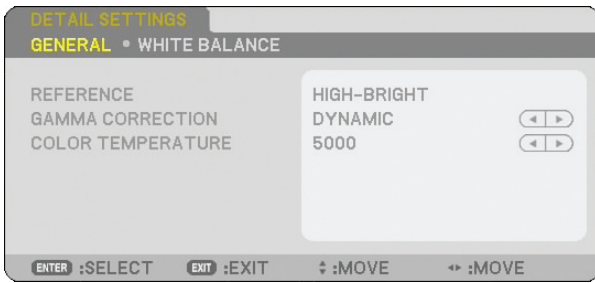 DETAIL SETTINGS
GENERAL • WHITE BALANCE
REFERENCE HIGH-BRIGHT
GAMMA CORRECTION DYNAMIC
COLOR TEMPERATURE 5000
ENTER :SELECT EXIT :EXIT :MOVE :MOVE